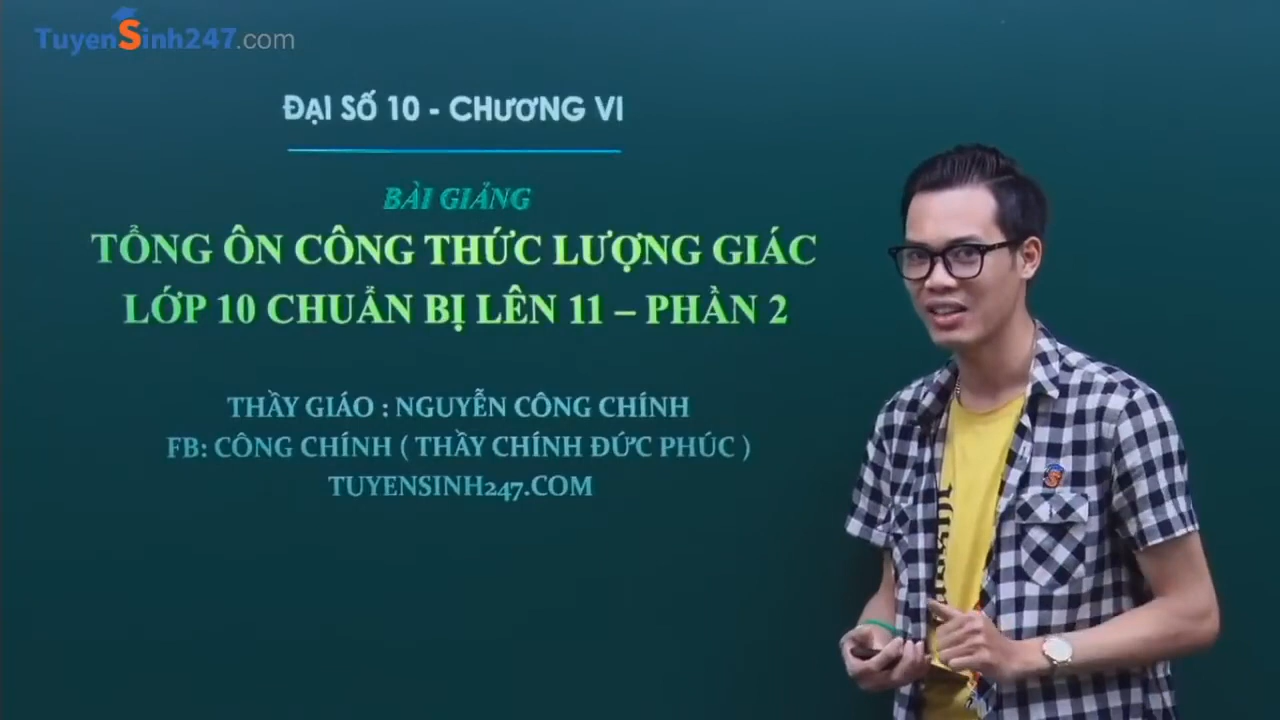 TuyenSinh247.com
ĐẠI SỐ 10 - CHƯƠNG VI
BÀI GIẢNG
TỔNG ÔN CÔNG THỨC LƯỢNG GIÁC
LỚP 10 CHUẨN BỊ LÊN 11 – PHẦN 2
THẦY GIÁO : NGUYỄN CÔNG CHÍNH
FB: CÔNG CHÍNH ( THẦY CHÍNH ĐỨC PHÚC )
TUYENSINH247.COM